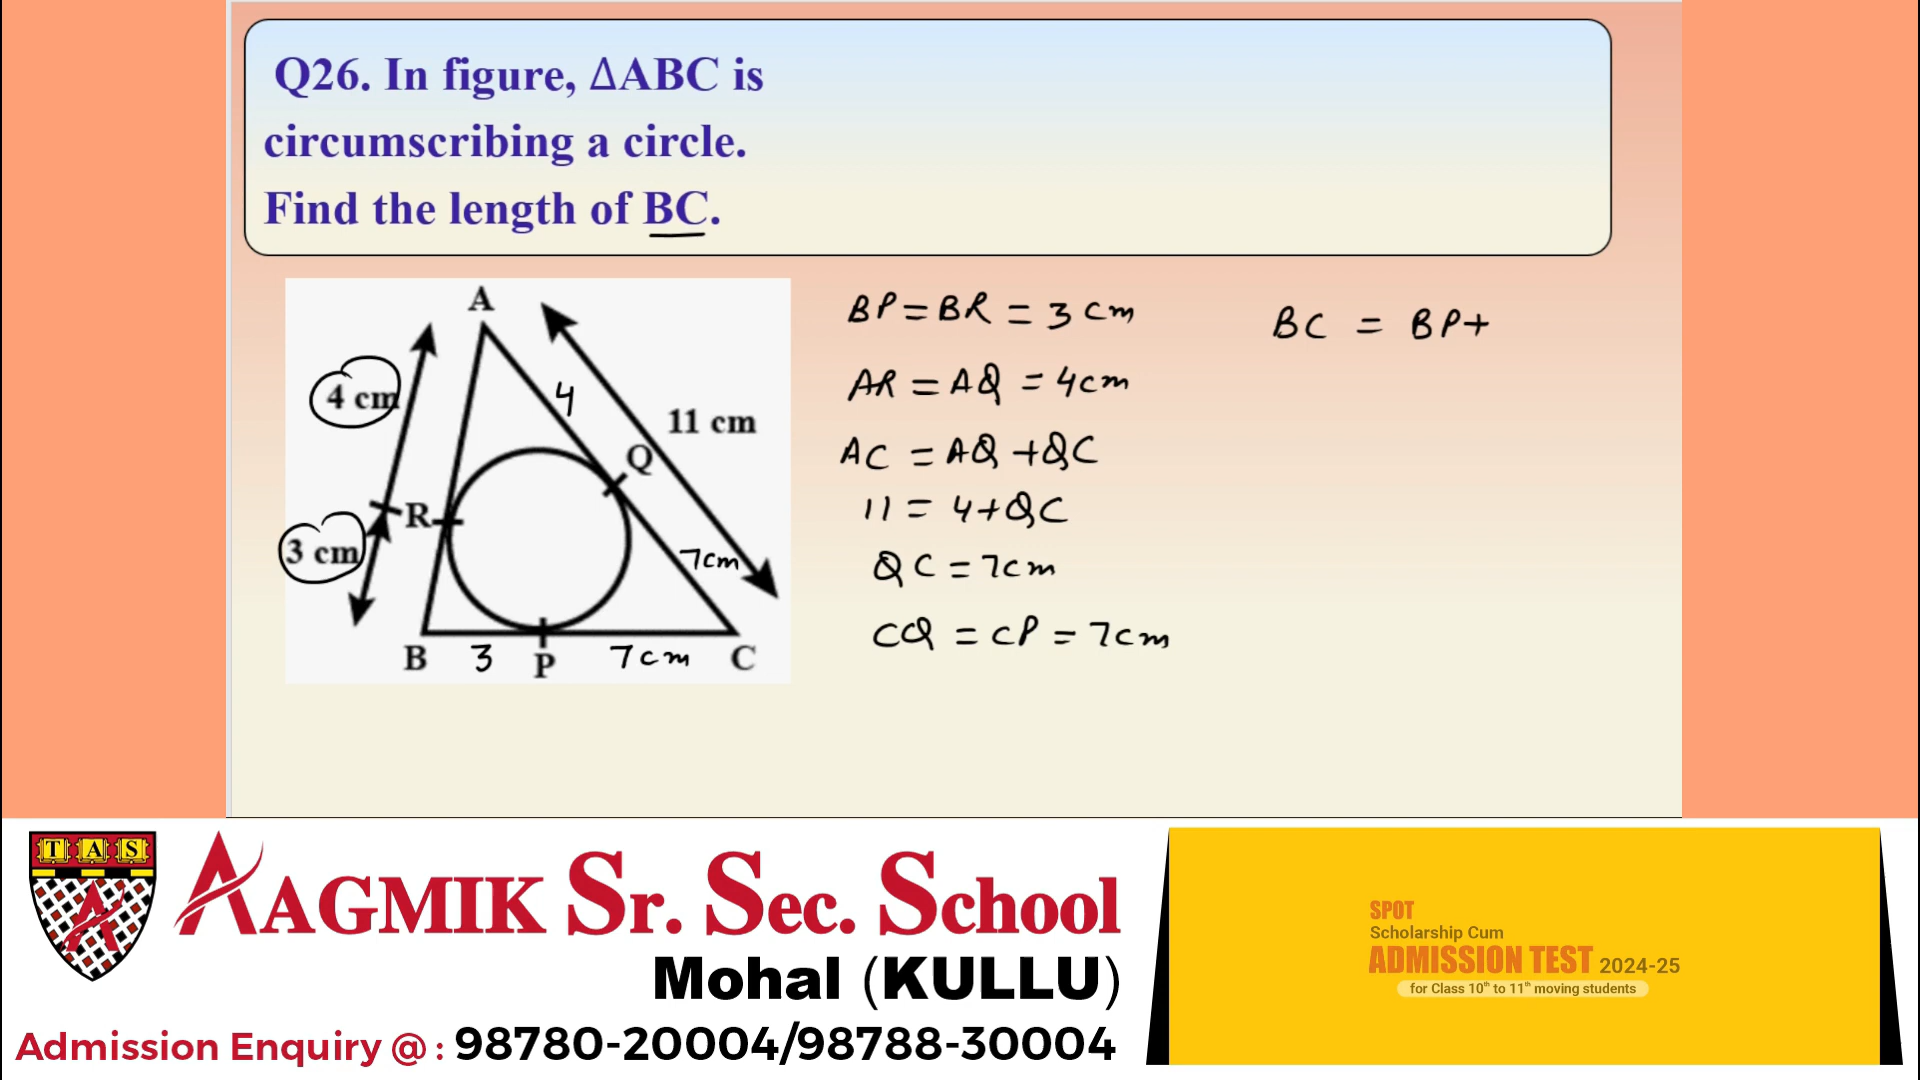 Q26. In figure, ΔABC is
circumscribing a circle.
Find the length of BC.
A
4 cm
4
11 cm
Q
R
3 cm
7cm
B 3 P 7cm C
BP = BR = 3 cm
AR = AQ = 4cm
AC = AQ + QC
11 = 4 + QC
QC = 7cm
CQ = CP = 7cm
BC = BP+
T A S
AAGMIK Sr. Sec. School
Mohal (KULLU)
Admission Enquiry @ : 98780-20004/98788-30004
SPOT
Scholarship Cum
ADMISSION TEST 2024-25
for Class 10th to 11th moving students